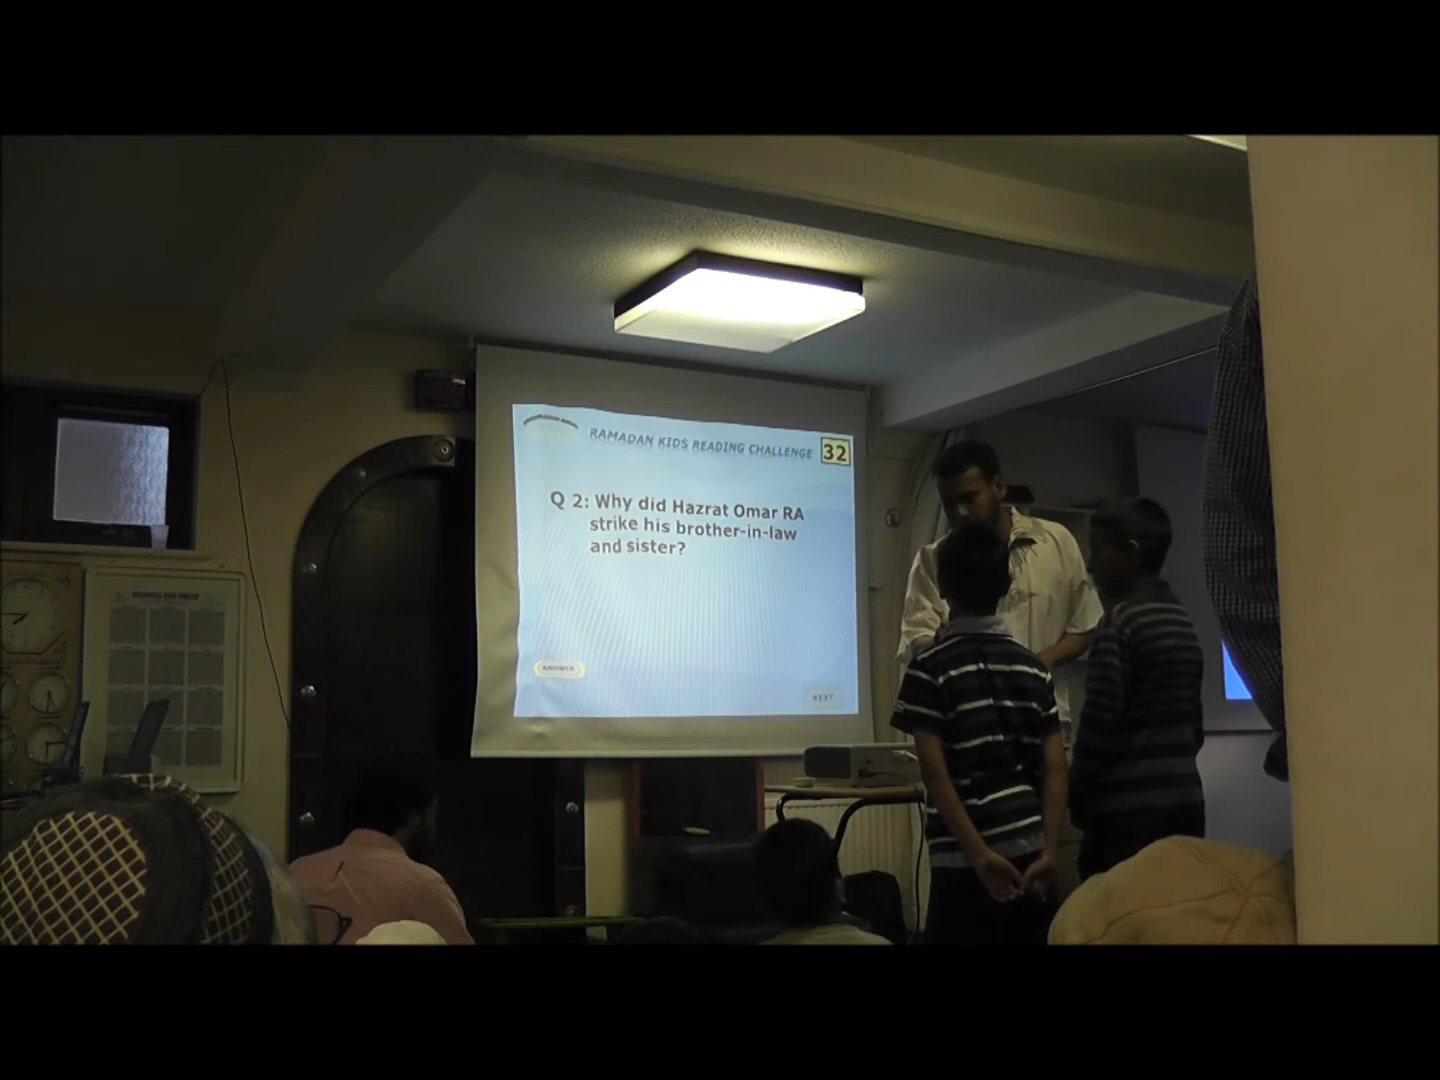 RAMADAN KIDS READING CHALLENGE
32
Q 2: Why did Hazrat Omar RA
strike his brother-in-law
and sister?
ANSWER
NEXT